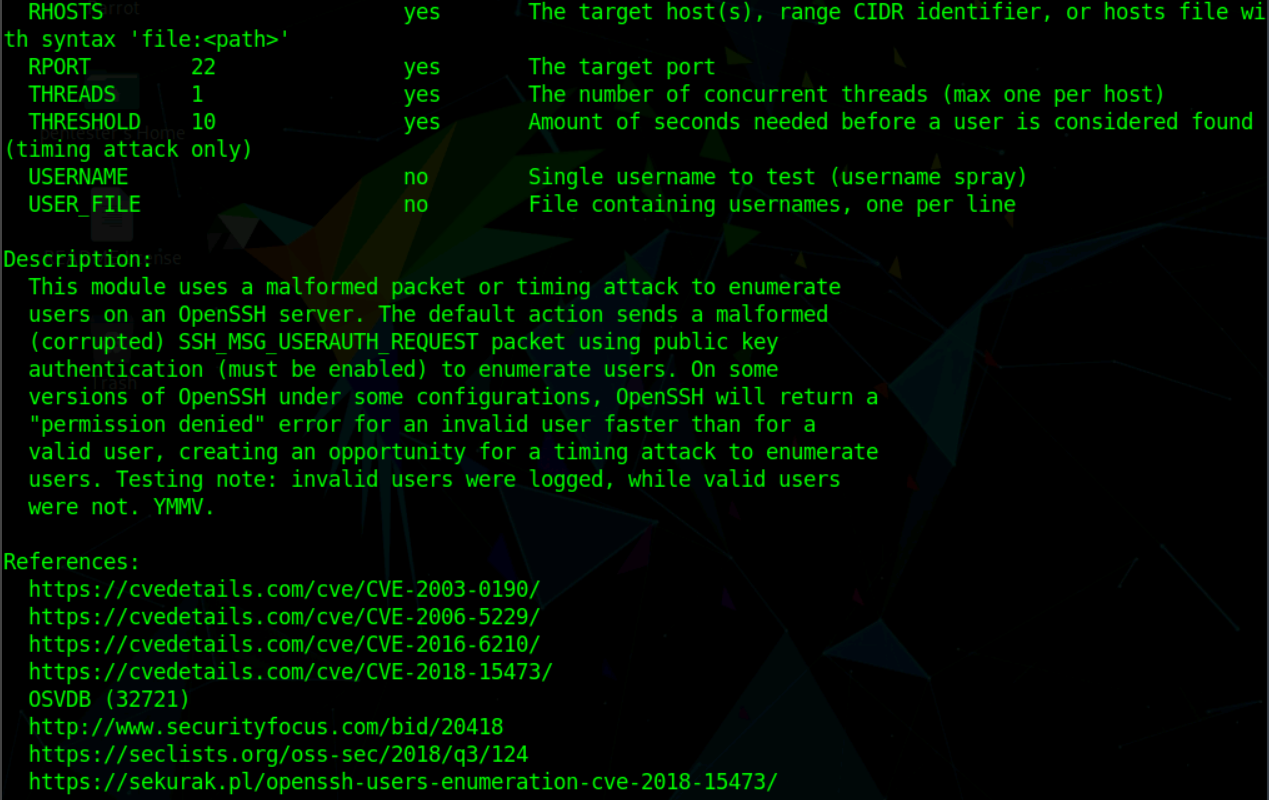 RHOSTS yes The target host(s), range CIDR identifier, or hosts file wi
th syntax 'file:<path>'
RPORT 22 yes The target port
THREADS 1 yes The number of concurrent threads (max one per host)
THRESHOLD 10 yes Amount of seconds needed before a user is considered found
(timing attack only)
USERNAME no Single username to test (username spray)
USER_FILE no File containing usernames, one per line
Description:
This module uses a malformed packet or timing attack to enumerate
users on an OpenSSH server. The default action sends a malformed
(corrupted) SSH_MSG_USERAUTH_REQUEST packet using public key
authentication (must be enabled) to enumerate users. On some
versions of OpenSSH under some configurations, OpenSSH will return a
"permission denied" error for an invalid user faster than for a
valid user, creating an opportunity for a timing attack to enumerate
users. Testing note: invalid users were logged, while valid users
were not. YMMV.
References:
https://cvedetails.com/cve/CVE-2003-0190/
https://cvedetails.com/cve/CVE-2006-5229/
https://cvedetails.com/cve/CVE-2016-6210/
https://cvedetails.com/cve/CVE-2018-15473/
OSVDB (32721)
http://www.securityfocus.com/bid/20418
https://seclists.org/oss-sec/2018/q3/124
https://sekurak.pl/openssh-users-enumeration-cve-2018-15473/